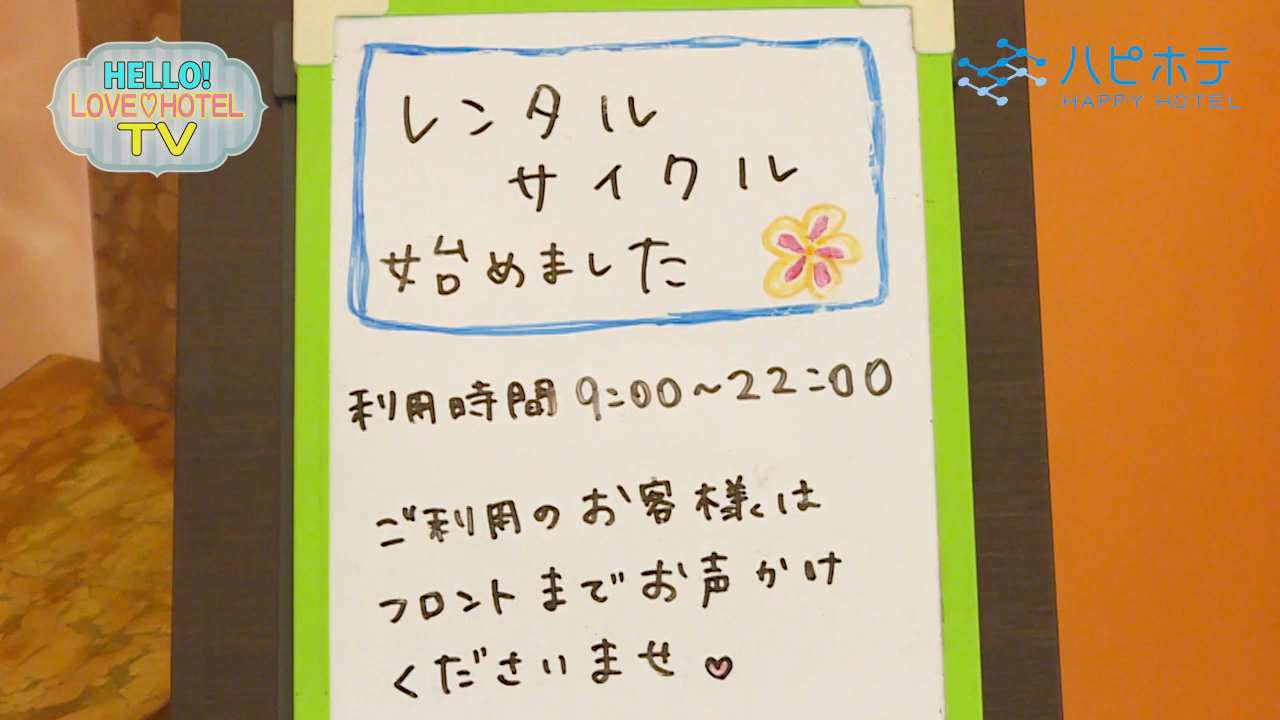 HELLO!
LOVE♡HOTEL
TV
ハピホテ
HAPPY HOTEL
レンタル
サイクル
始めました
利用時間 9:00~22:00
ご利用のお客様は
フロントまでお声かけ
くださいませ♡